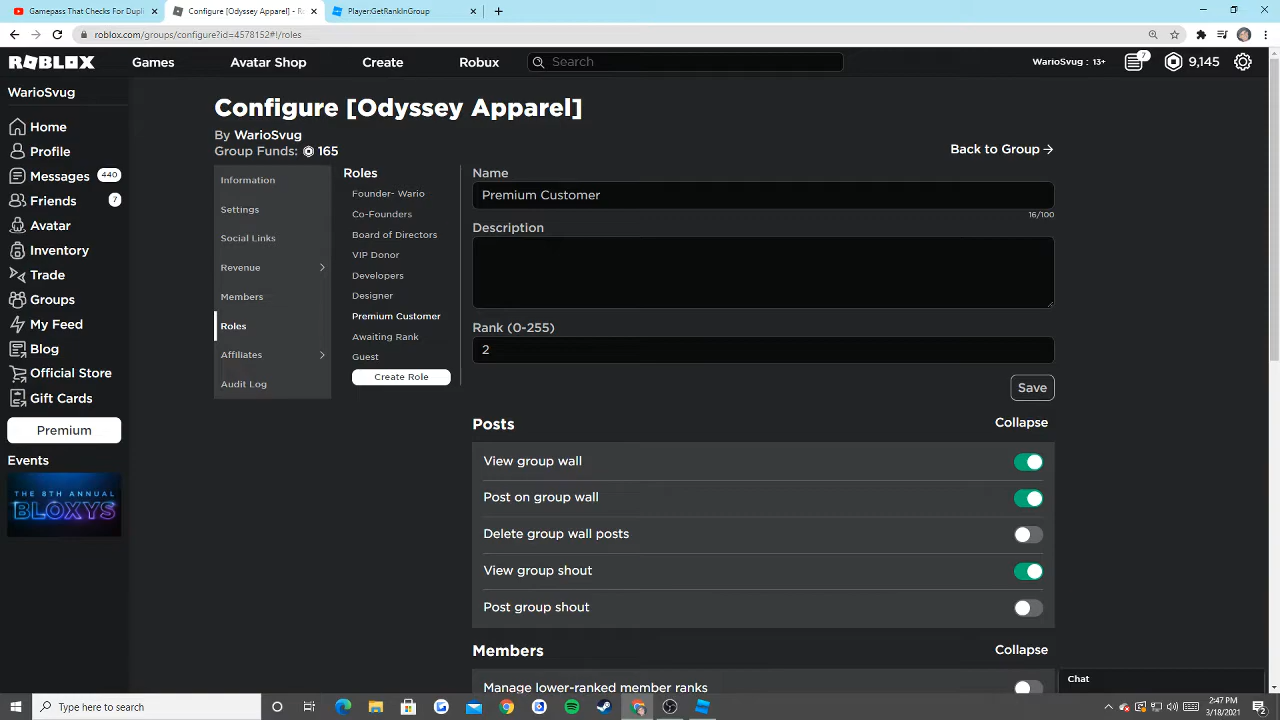 Gamepass That Checks For Dupli
Configure [Odyssey Apparel] - Ro
Player:GetRankInGroup
roblox.com/groups/configure?id=4578152#!/roles
ROBLOX
Games
Avatar Shop
Create
Robux
Search
WarioSvug : 13+
7
9,145
WarioSvug
Home
Profile
Messages
440
Friends
7
Avatar
Inventory
Trade
Groups
My Feed
Blog
Official Store
Gift Cards
Premium
Events
THE 8TH ANNUAL
BLOXYS
Configure [Odyssey Apparel]
By WarioSvug
Group Funds: 165
Back to Group
Information
Settings
Social Links
Revenue
Members
Roles
Affiliates
Audit Log
Roles
Founder- Wario
Co-Founders
Board of Directors
VIP Donor
Developers
Designer
Premium Customer
Awaiting Rank
Guest
Create Role
Name
Premium Customer
16/100
Description
Rank (0-255)
2
Save
Posts
Collapse
View group wall
Post on group wall
Delete group wall posts
View group shout
Post group shout
Members
Collapse
Manage lower-ranked member ranks
Chat
Type here to search
2:47 PM
3/18/2021
2